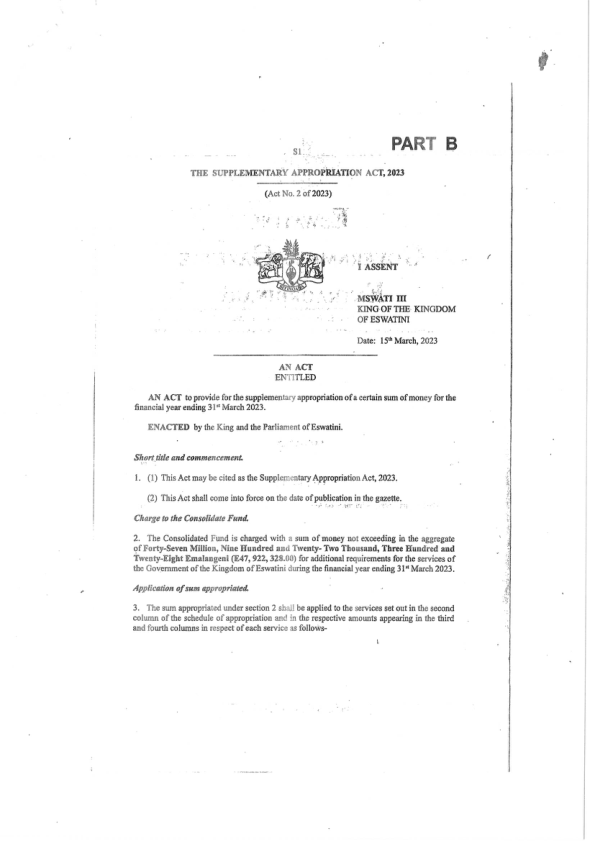 PART B
S1
THE SUPPLEMENTARY APPROPRIATION ACT, 2023
(Act No. 2 of 2023)
I ASSENT
MSWATI III
KING OF THE KINGDOM
OF ESWATINI
Date: 15th March, 2023
AN ACT
ENTITLED
AN ACT to provide for the supplementary appropriation of a certain sum of money for the
financial year ending 31st March 2023.
ENACTED by the King and the Parliament of Eswatini.
Short title and commencement.
1. (1) This Act may be cited as the Supplementary Appropriation Act, 2023.
(2) This Act shall come into force on the date of publication in the gazette.
Charge to the Consolidate Fund.
2. The Consolidated Fund is charged with a sum of money not exceeding in the aggregate
of Forty-Seven Million, Nine Hundred and Twenty- Two Thousand, Three Hundred and
Twenty-Eight Emalangeni (E47, 922, 328.00) for additional requirements for the services of
the Government of the Kingdom of Eswatini during the financial year ending 31st March 2023.
Application of sum appropriated.
3. The sum appropriated under section 2 shall be applied to the services set out in the second
column of the schedule of appropriation and in the respective amounts appearing in the third
and fourth columns in respect of each service as follows-